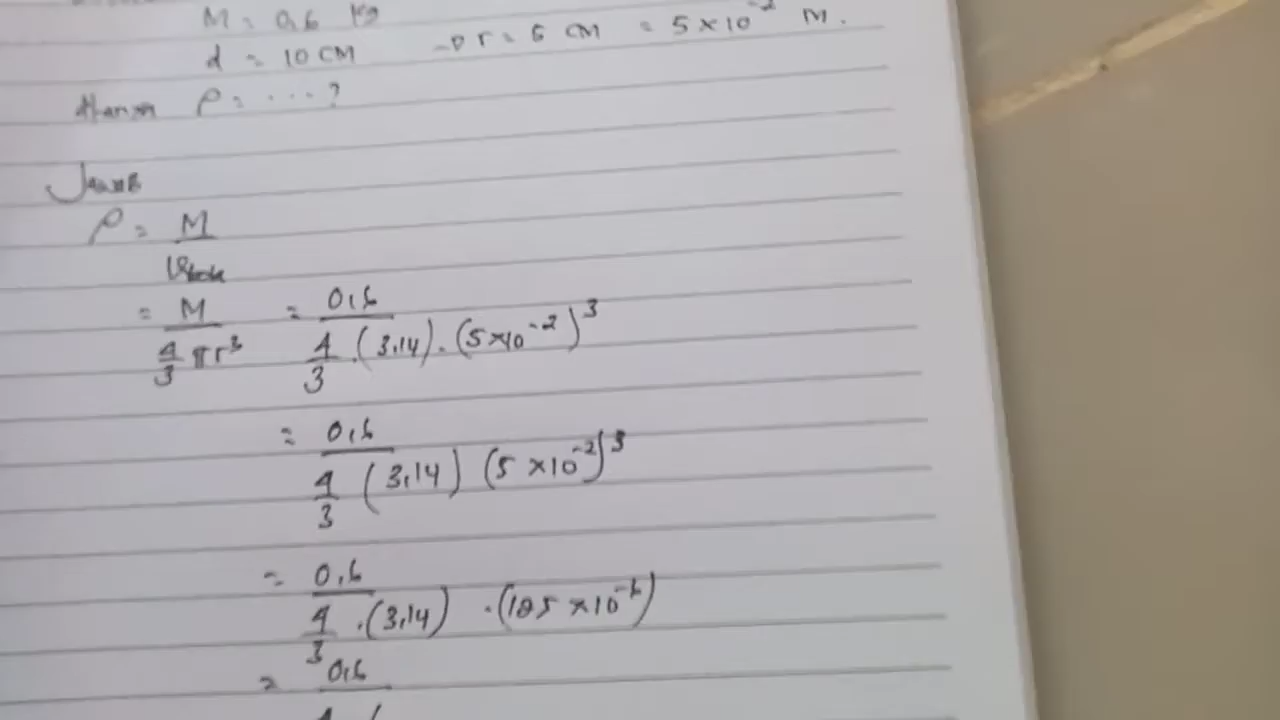 M = 0,6 kg
d = 10 cm → r = 5 cm = 5 x 10⁻² m.
ρ = ....?
Jawab
ρ = M
Vbola
= M = 0,6
4/3 πr³ 4/3 . (3,14) . (5 x 10⁻²)³
= 0,6
4/3 (3,14) (5 x 10⁻²)³
= 0,6
4/3 . (3,14) . (125 x 10⁻⁶)
= 0,6